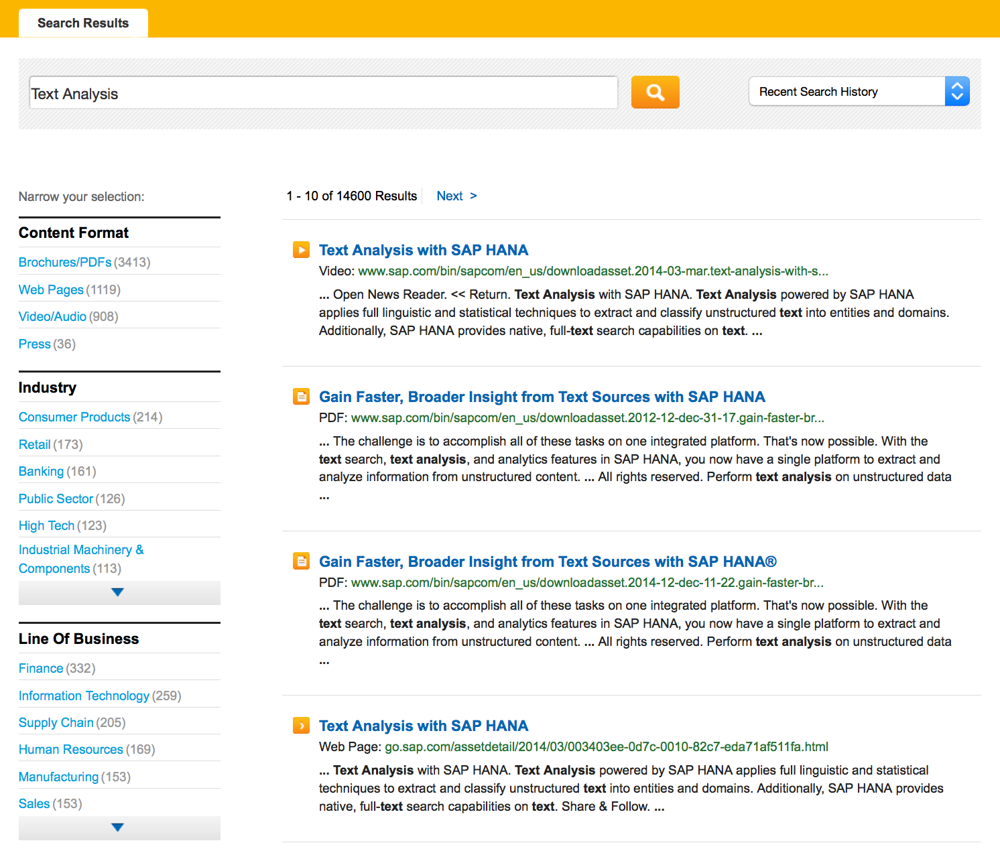 Search Results
Text Analysis
Recent Search History
Narrow your selection:
Content Format
Brochures/PDFs (3413)
Web Pages (1119)
Video/Audio (908)
Press (36)
Industry
Consumer Products (214)
Retail (173)
Banking (161)
Public Sector (126)
High Tech (123)
Industrial Machinery &
Components (113)
Line Of Business
Finance (332)
Information Technology (259)
Supply Chain (205)
Human Resources (169)
Manufacturing (153)
Sales (153)
1 - 10 of 14600 Results Next >
Text Analysis with SAP HANA
Video: www.sap.com/bin/sapcom/en_us/downloadasset.2014-03-mar.text-analysis-with-s...
... Open News Reader. << Return. Text Analysis with SAP HANA. Text Analysis powered by SAP HANA
applies full linguistic and statistical techniques to extract and classify unstructured text into entities and domains.
Additionally, SAP HANA provides native, full-text search capabilities on text. ...
Gain Faster, Broader Insight from Text Sources with SAP HANA
PDF: www.sap.com/bin/sapcom/en_us/downloadasset.2012-12-dec-31-17.gain-faster-br...
... The challenge is to accomplish all of these tasks on one integrated platform. That's now possible. With the
text search, text analysis, and analytics features in SAP HANA, you now have a single platform to extract and
analyze information from unstructured content. ... All rights reserved. Perform text analysis on unstructured data
...
Gain Faster, Broader Insight from Text Sources with SAP HANA®
PDF: www.sap.com/bin/sapcom/en_us/downloadasset.2014-12-dec-11-22.gain-faster-br...
... The challenge is to accomplish all of these tasks on one integrated platform. That's now possible. With the
text search, text analysis, and analytics features in SAP HANA, you now have a single platform to extract and
analyze information from unstructured content. ... All rights reserved. Perform text analysis on unstructured data
...
Text Analysis with SAP HANA
Web Page: go.sap.com/assetdetail/2014/03/003403ee-0d7c-0010-82c7-eda71af511fa.html
... Text Analysis with SAP HANA. Text Analysis powered by SAP HANA applies full linguistic and statistical
techniques to extract and classify unstructured text into entities and domains. Additionally, SAP HANA provides
native, full-text search capabilities on text. Share & Follow. ...